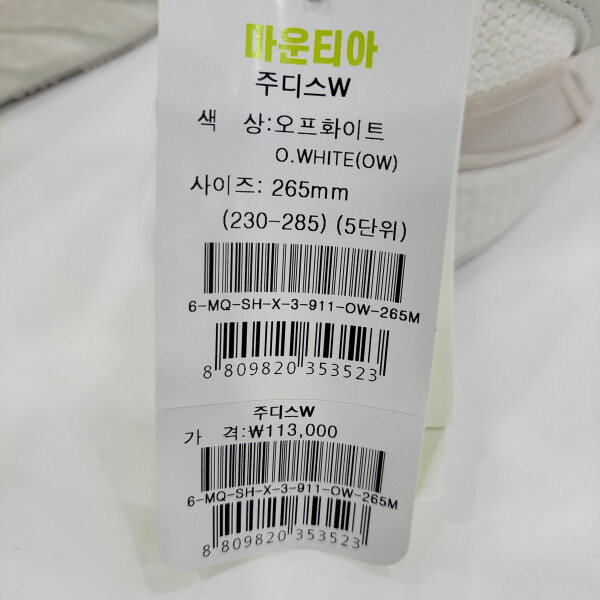 마운티아
주디스W
색 상:오프화이트
O.WHITE(OW)
사이즈: 265mm
(230-285) (5단위)
6-MQ-SH-X-3-911-OW-265M
8 809820 353523
주디스W
가 격:₩113,000
6-MQ-SH-X-3-911-OW-265M
8 809820 353523